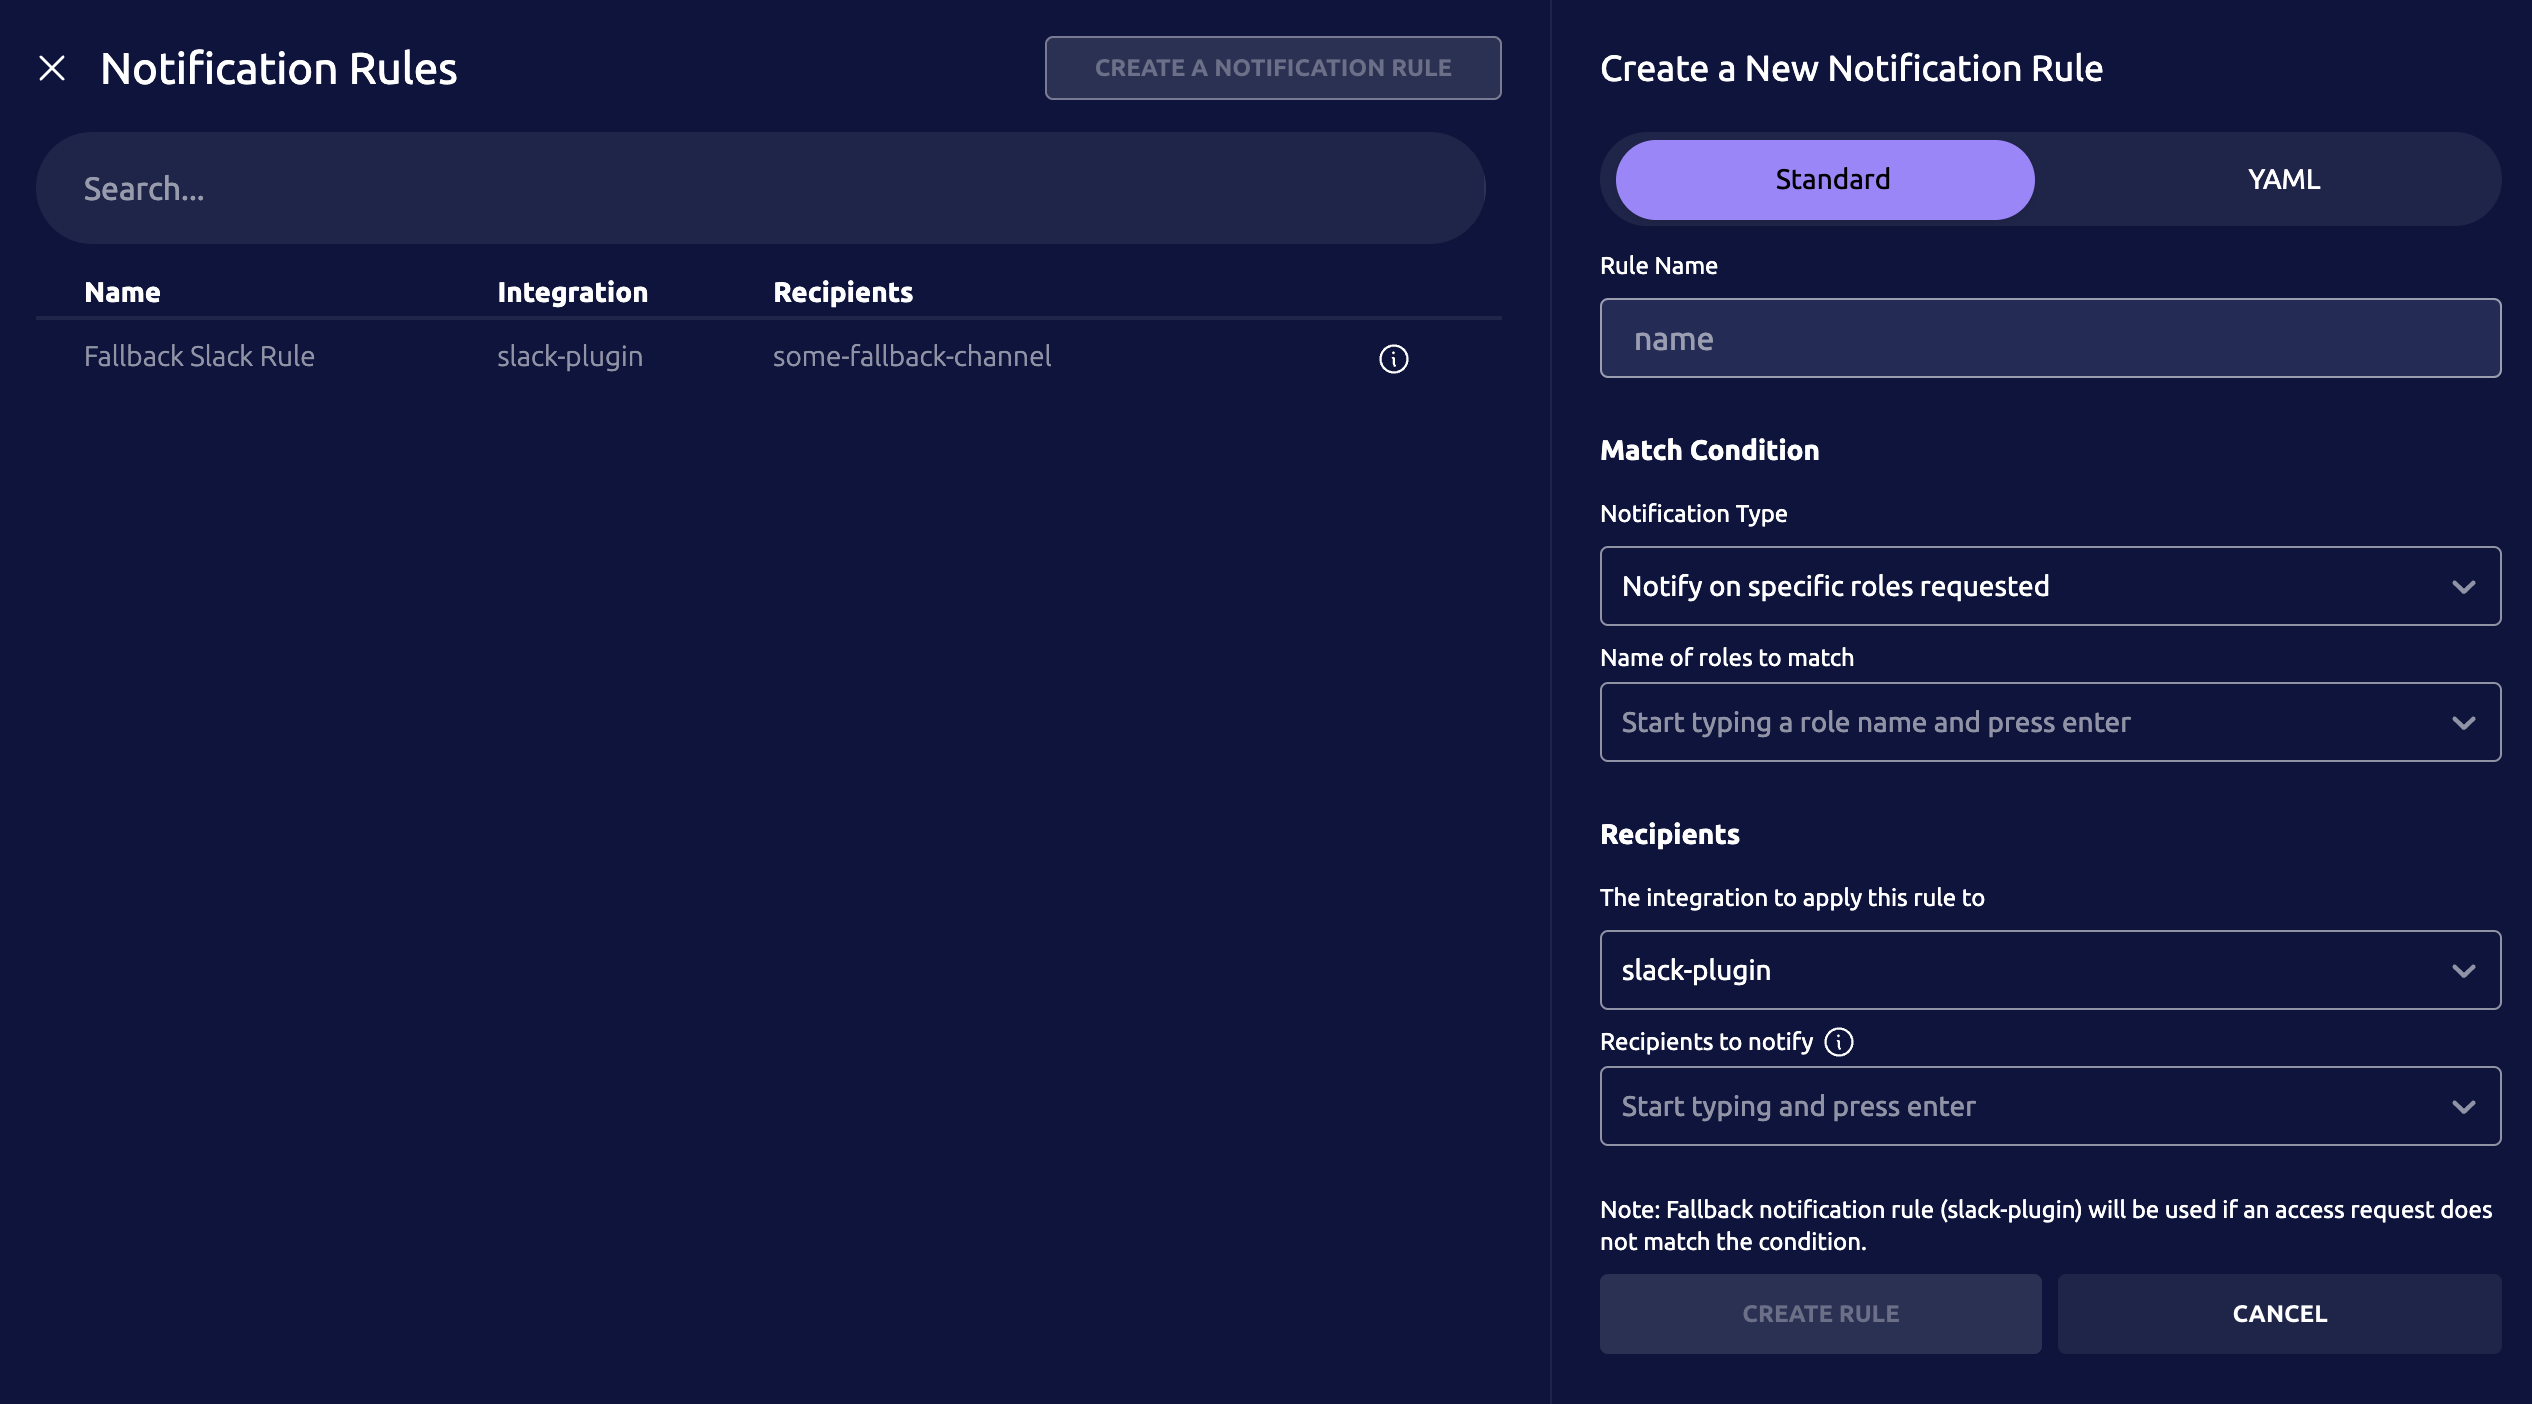 Notification Rules
CREATE A NOTIFICATION RULE
Search...
Name Integration Recipients
Fallback Slack Rule slack-plugin some-fallback-channel
Create a New Notification Rule
Standard YAML
Rule Name
name
Match Condition
Notification Type
Notify on specific roles requested
Name of roles to match
Start typing a role name and press enter
Recipients
The integration to apply this rule to
slack-plugin
Recipients to notify
Start typing and press enter
Note: Fallback notification rule (slack-plugin) will be used if an access request does
not match the condition.
CREATE RULE CANCEL